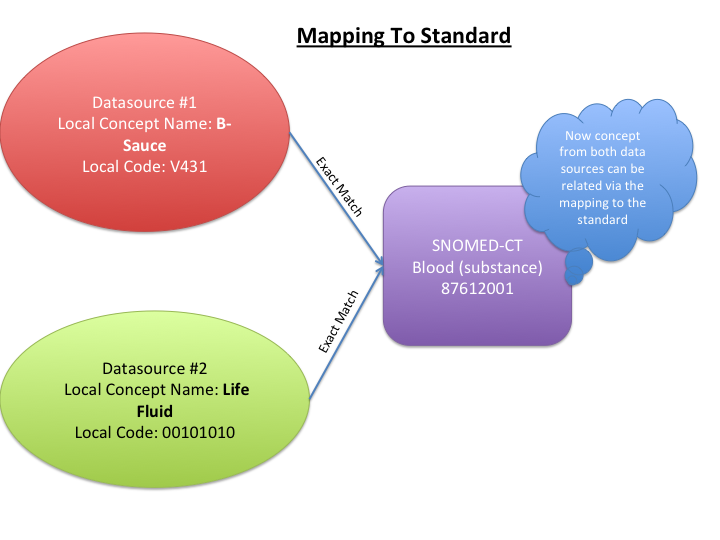 Mapping To Standard
Datasource #1
Local Concept Name: B-
Sauce
Local Code: V431
Exact Match
Now concept
from both data
sources can be
related via the
mapping to the
standard
SNOMED-CT
Blood (substance)
87612001
Exact Match
Datasource #2
Local Concept Name: Life
Fluid
Local Code: 00101010